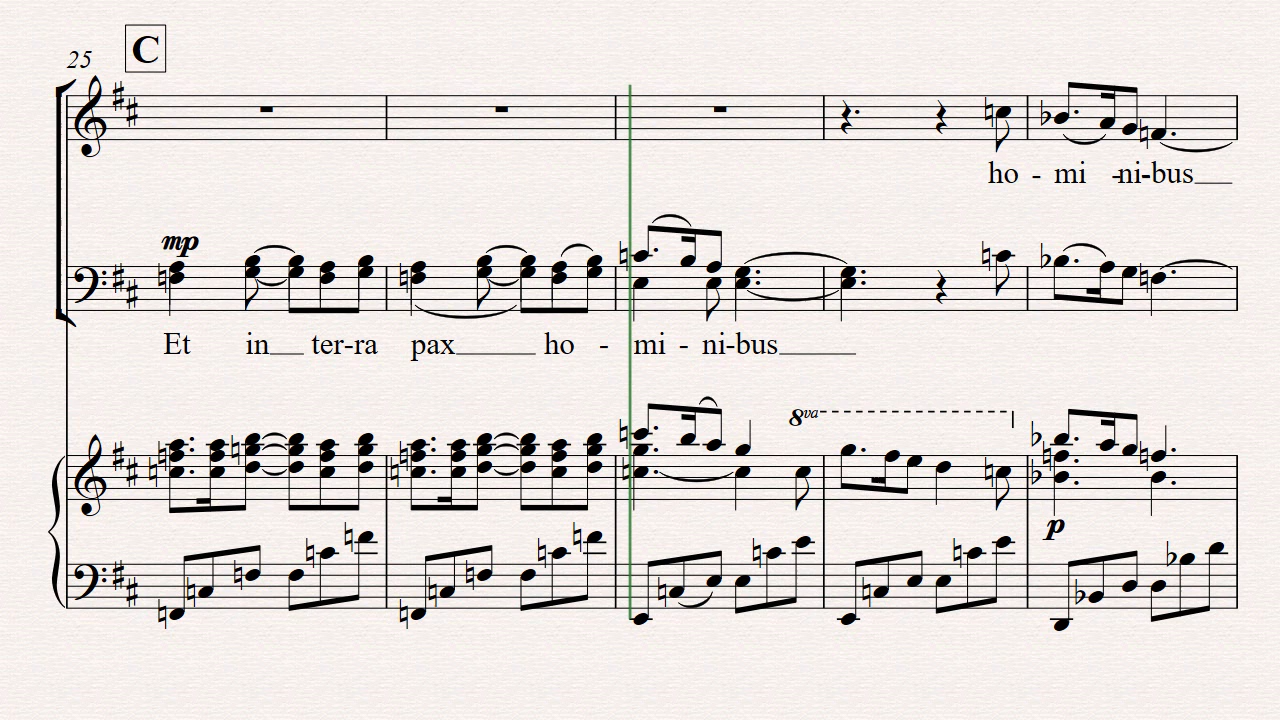 C
25
ho - mi - ni-bus
mp
Et in ter-ra pax ho - mi - ni-bus
8va
p